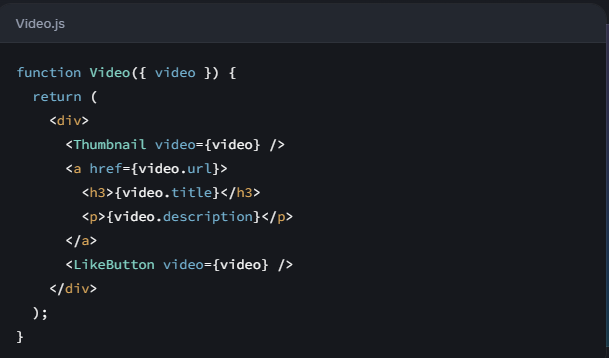 Video.js
function Video({ video }) {
  return (
    <div>
      <Thumbnail video={video} />
      <a href={video.url}>
        <h3>{video.title}</h3>
        <p>{video.description}</p>
      </a>
      <LikeButton video={video} />
    </div>
  );
}